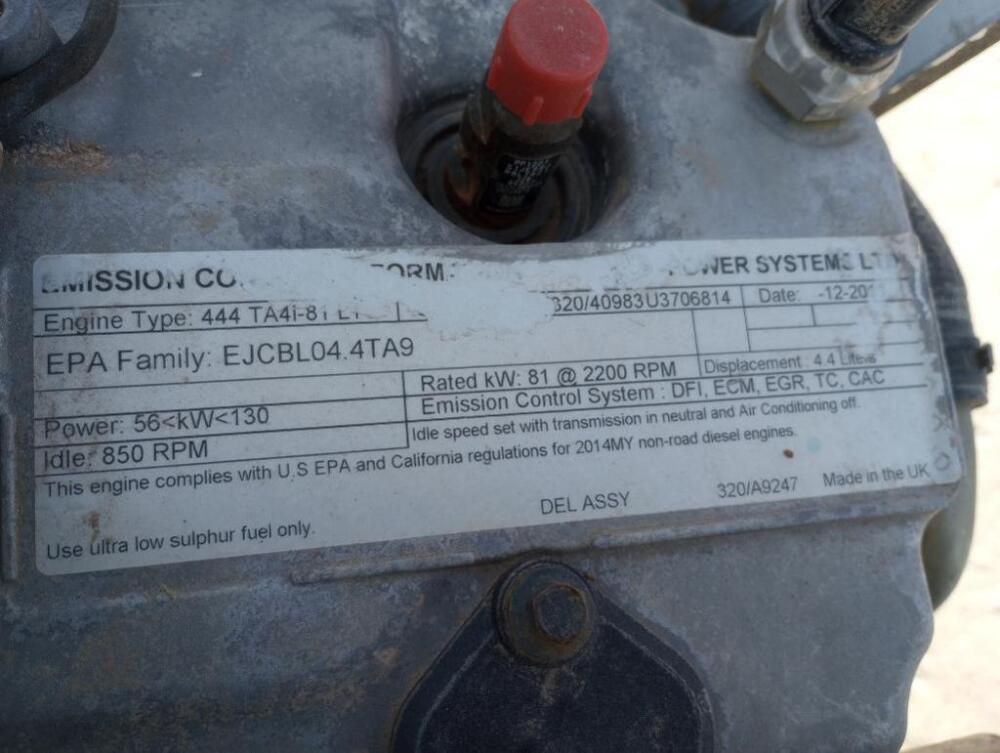 EMISSION CO
FORM
POWER SYSTEMS LT
Engine Type: 444 TA4i-81 L1
320/40983U3706814
Date: -12-20
EPA Family: EJCBL04.4TA9
Rated kW: 81 @ 2200 RPM
Displacement: 4.4 Liters
Power: 56<kW<130
Emission Control System : DFI, ECM, EGR, TC, CAC
Idle: 850 RPM
Idle speed set with transmission in neutral and Air Conditioning off.
This engine complies with U.S EPA and California regulations for 2014MY non-road diesel engines.
Use ultra low sulphur fuel only.
DEL ASSY
320/A9247
Made in the UK